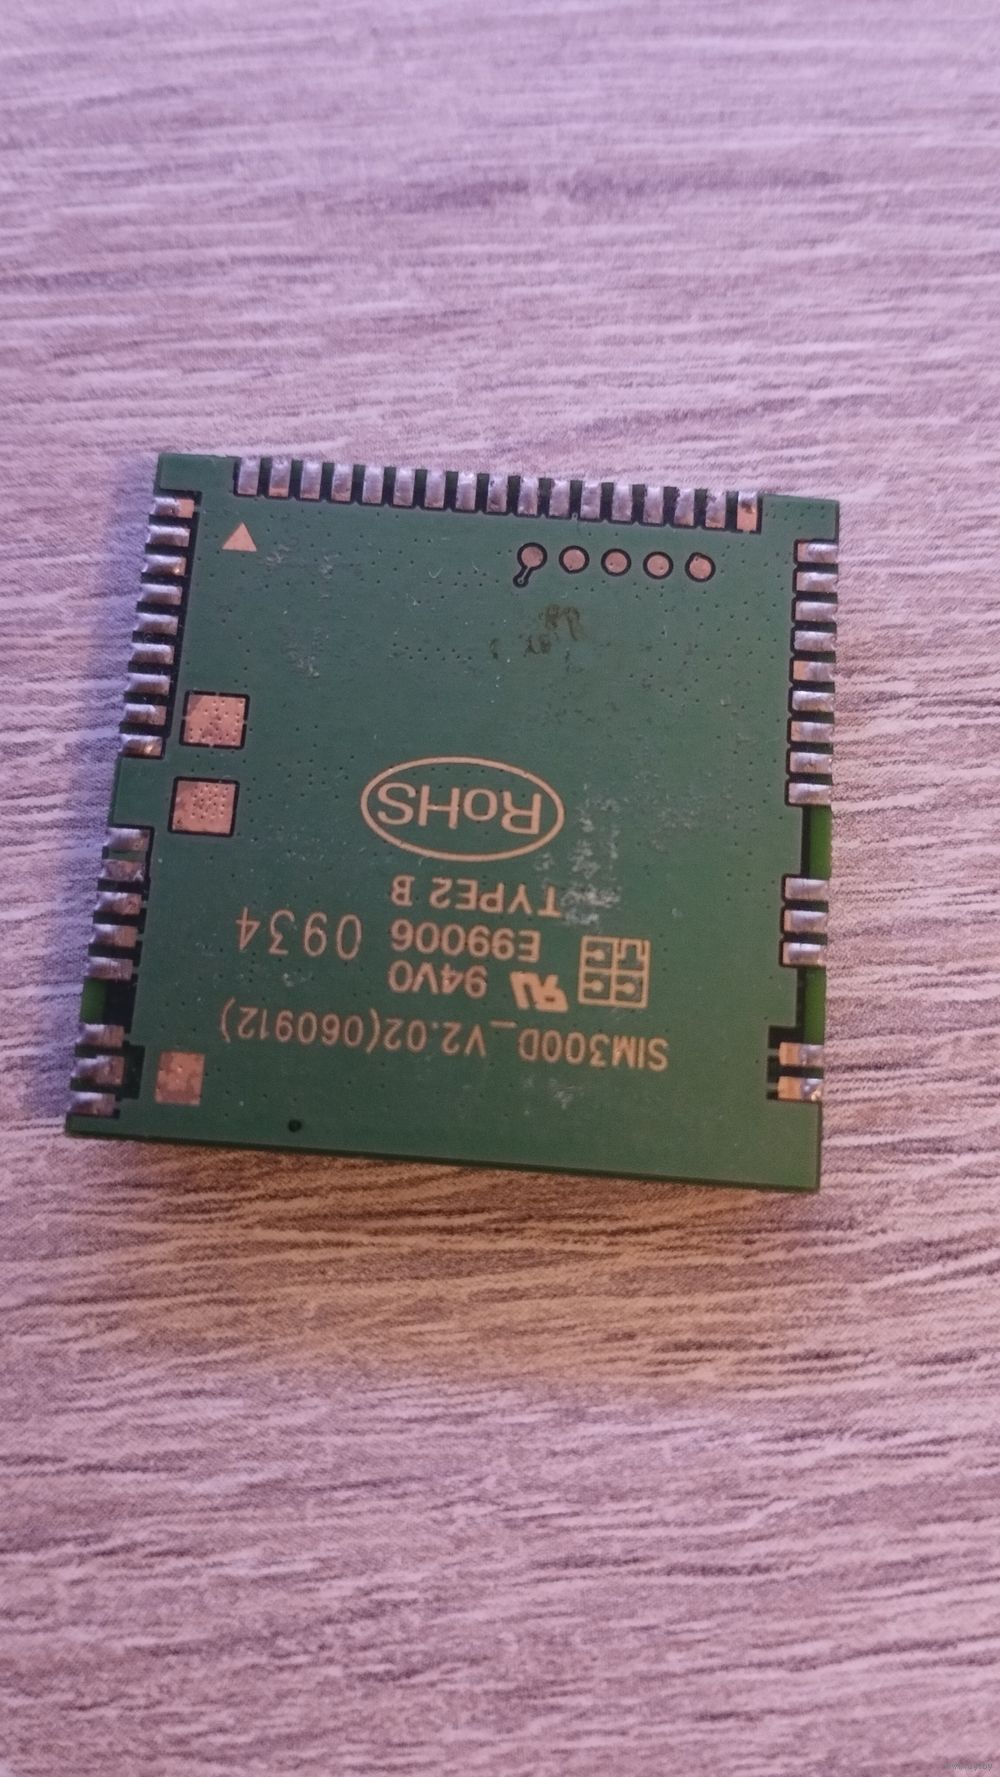 SIM300D_V2.02(060912)
94V0
E99006 0934
TYPE2 B
RoHS